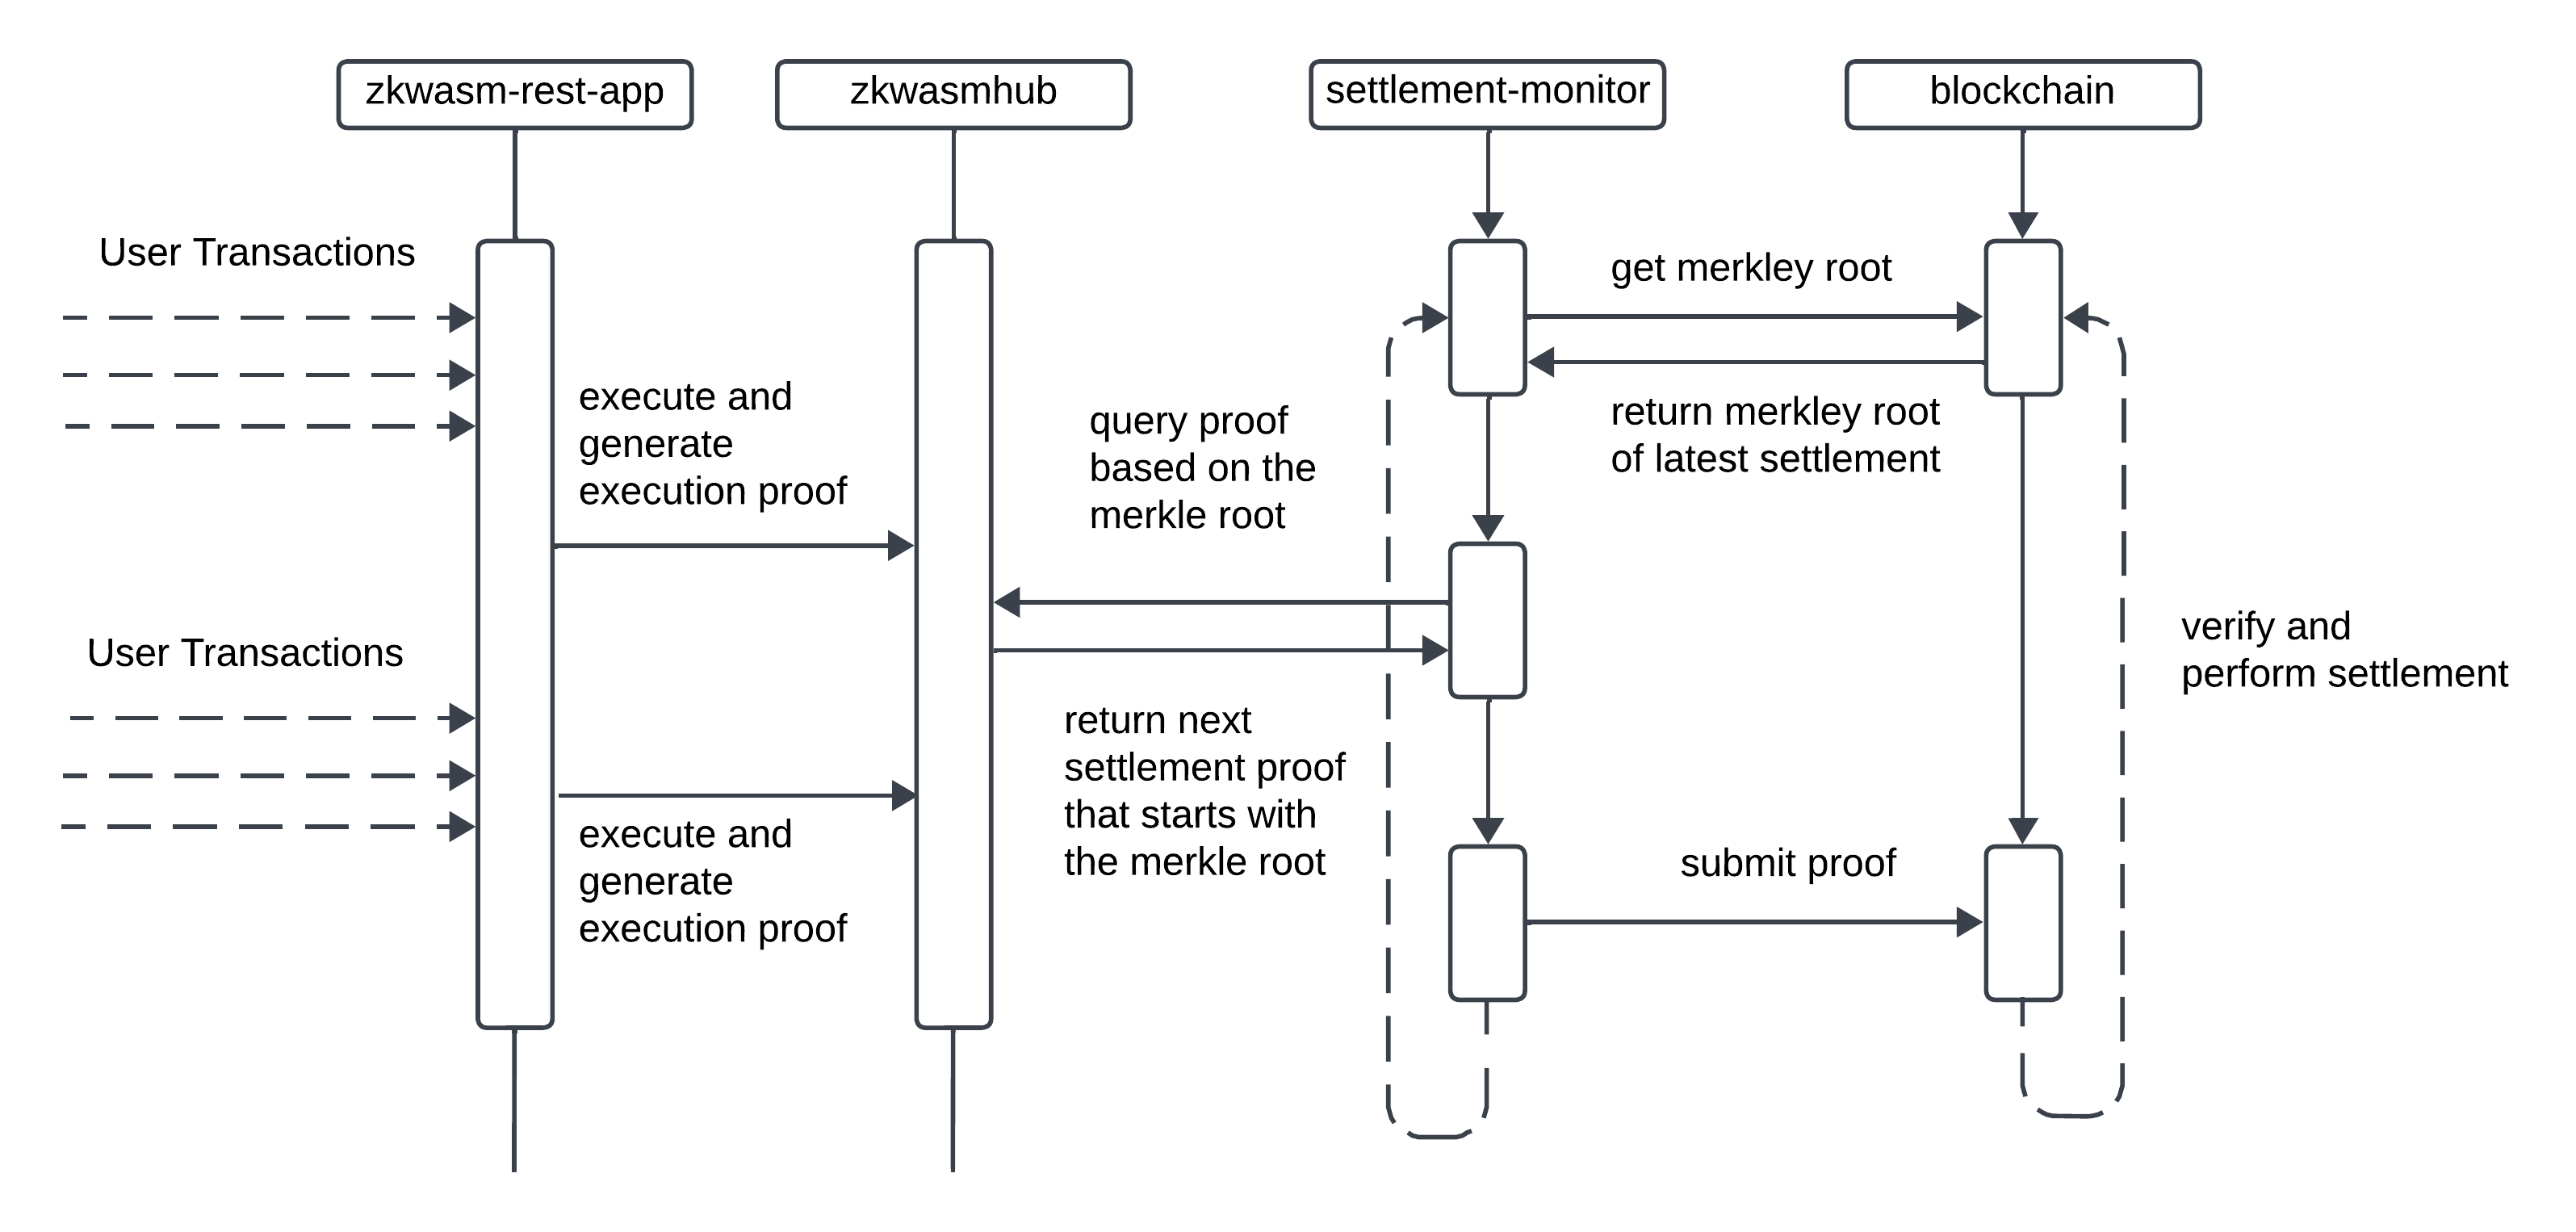 zkwasm-rest-app
zkwasmhub
settlement-monitor
blockchain
User Transactions
get merkley root
execute and
generate
execution proof
query proof
based on the
merkle root
return merkley root
of latest settlement
User Transactions
verify and
perform settlement
return next
settlement proof
that starts with
the merkle root
execute and
generate
execution proof
submit proof